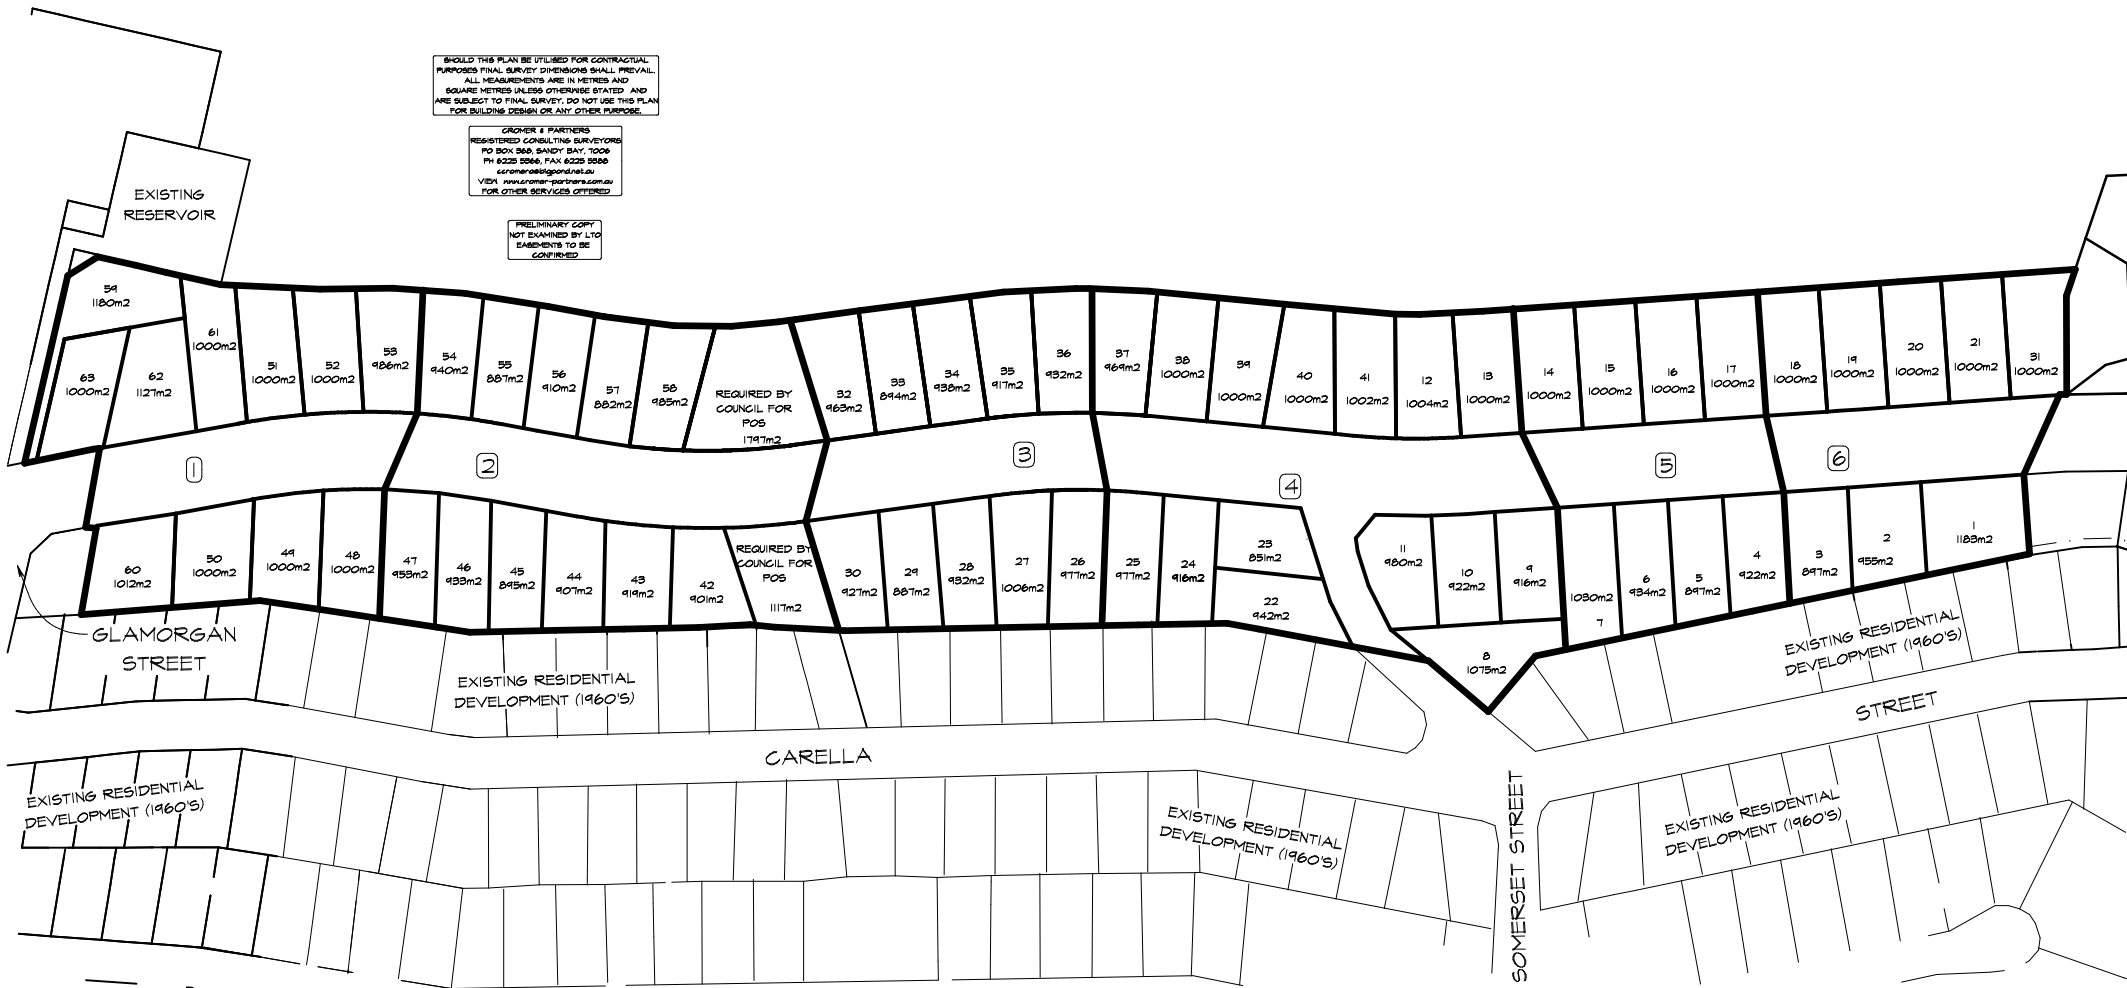 SHOULD THIS PLAN BE UTILISED FOR CONTRACTUAL
PURPOSES FINAL SURVEY DIMENSIONS SHALL PREVAIL.
ALL MEASUREMENTS ARE IN METRES AND
SQUARE METRES UNLESS OTHERWISE STATED AND
ARE SUBJECT TO FINAL SURVEY. DO NOT USE THIS PLAN
FOR BUILDING DESIGN OR ANY OTHER PURPOSE.
CROMER & PARTNERS
REGISTERED CONSULTING SURVEYORS
PO BOX 568, SANDY BAY, 7006
PH 6225 5566, FAX 6225 5588
ccromer@bigpond.net.au
VIEW www.cromer-partners.com.au
FOR OTHER SERVICES OFFERED
PRELIMINARY COPY
NOT EXAMINED BY LTO
EASEMENTS TO BE
CONFIRMED
EXISTING
RESERVOIR
59
1180m2
61
1000m2
63
1000m2
62
1127m2
51
1000m2
52
1000m2
53
986m2
54
940m2
55
887m2
56
910m2
57
882m2
58
985m2
REQUIRED BY
COUNCIL FOR
POS
1797m2
32
963m2
33
894m2
34
938m2
35
917m2
36
932m2
37
969m2
38
1000m2
39
1000m2
40
1000m2
41
1002m2
12
1004m2
13
1000m2
14
1000m2
15
1000m2
16
1000m2
17
1000m2
18
1000m2
19
1000m2
20
1000m2
21
1000m2
31
1000m2
1
2
3
4
5
6
60
1012m2
50
1000m2
49
1000m2
48
1000m2
47
953m2
46
933m2
45
895m2
44
907m2
43
919m2
42
901m2
REQUIRED BY
COUNCIL FOR
POS
1117m2
30
927m2
29
887m2
28
932m2
27
1006m2
26
977m2
25
977m2
24
916m2
23
851m2
22
942m2
11
980m2
10
922m2
9
916m2
8
1075m2
1030m2
7
6
934m2
5
897m2
4
922m2
3
897m2
2
955m2
1
1183m2
GLAMORGAN
STREET
EXISTING RESIDENTIAL
DEVELOPMENT (1960'S)
EXISTING RESIDENTIAL
DEVELOPMENT (1960'S)
CARELLA
STREET
EXISTING RESIDENTIAL
DEVELOPMENT (1960'S)
EXISTING RESIDENTIAL
DEVELOPMENT (1960'S)
SOMERSET STREET
EXISTING RESIDENTIAL
DEVELOPMENT (1960'S)